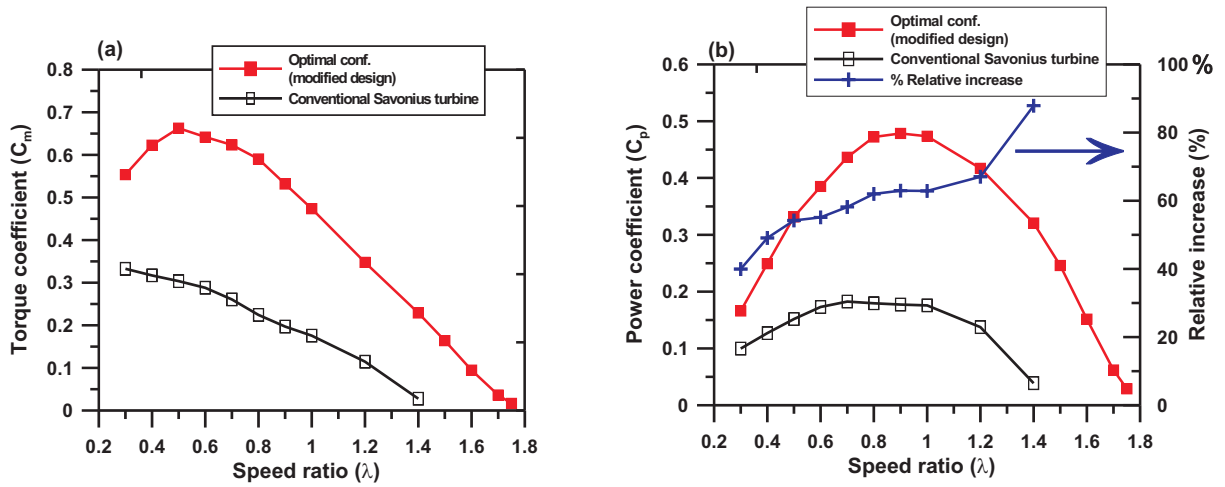 (a)
Optimal conf.
(modified design)
Conventional Savonius turbine
Torque coefficient (Cₘ)
0.8
0.7
0.6
0.5
0.4
0.3
0.2
0.1
0
0.2 0.4 0.6 0.8 1 1.2 1.4 1.6 1.8
Speed ratio (λ)
(b)
Optimal conf.
(modified design)
Conventional Savonius turbine
% Relative increase
Power coefficient (Cₚ)
0.6
0.5
0.4
0.3
0.2
0.1
0
100 %
80
60
40
20
0
Relative increase (%)
0.2 0.4 0.6 0.8 1 1.2 1.4 1.6 1.8
Speed ratio (λ)